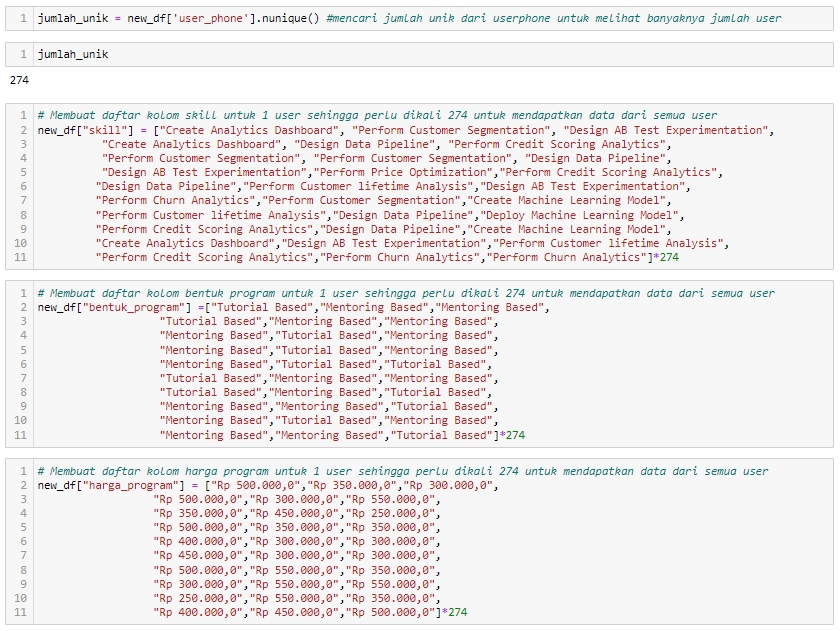 1 jumlah_unik = new_df['user_phone'].nunique() #mencari jumlah unik dari userphone untuk melihat banyaknya jumlah user
1 jumlah_unik
274
1 # Membuat daftar kolom skill untuk 1 user sehingga perlu dikali 274 untuk mendapatkan data dari semua user
2 new_df["skill"] = ["Create Analytics Dashboard", "Perform Customer Segmentation", "Design AB Test Experimentation",
3 "Create Analytics Dashboard", "Design Data Pipeline", "Perform Credit Scoring Analytics",
4 "Perform Customer Segmentation", "Perform Customer Segmentation", "Design Data Pipeline",
5 "Design AB Test Experimentation","Perform Price Optimization","Perform Credit Scoring Analytics",
6 "Design Data Pipeline","Perform Customer lifetime Analysis","Design AB Test Experimentation",
7 "Perform Churn Analytics","Perform Customer Segmentation","Create Machine Learning Model",
8 "Perform Customer lifetime Analysis","Design Data Pipeline","Deploy Machine Learning Model",
9 "Perform Credit Scoring Analytics","Design Data Pipeline","Create Machine Learning Model",
10 "Create Analytics Dashboard","Design AB Test Experimentation","Perform Customer lifetime Analysis",
11 "Perform Credit Scoring Analytics","Perform Churn Analytics","Perform Churn Analytics"]*274
1 # Membuat daftar kolom bentuk program untuk 1 user sehingga perlu dikali 274 untuk mendapatkan data dari semua user
2 new_df["bentuk_program"] =["Tutorial Based","Mentoring Based","Mentoring Based",
3 "Tutorial Based","Mentoring Based","Mentoring Based",
4 "Mentoring Based","Tutorial Based","Mentoring Based",
5 "Mentoring Based","Tutorial Based","Mentoring Based",
6 "Mentoring Based","Tutorial Based","Tutorial Based",
7 "Tutorial Based","Mentoring Based","Mentoring Based",
8 "Tutorial Based","Mentoring Based","Tutorial Based",
9 "Mentoring Based","Mentoring Based","Tutorial Based",
10 "Mentoring Based","Tutorial Based","Mentoring Based",
11 "Mentoring Based","Mentoring Based","Tutorial Based"]*274
1 # Membuat daftar kolom harga program untuk 1 user sehingga perlu dikali 274 untuk mendapatkan data dari semua user
2 new_df["harga_program"] = ["Rp 500.000,0","Rp 350.000,0","Rp 300.000,0",
3 "Rp 500.000,0","Rp 300.000,0","Rp 550.000,0",
4 "Rp 350.000,0","Rp 450.000,0","Rp 250.000,0",
5 "Rp 500.000,0","Rp 350.000,0","Rp 350.000,0",
6 "Rp 400.000,0","Rp 300.000,0","Rp 300.000,0",
7 "Rp 450.000,0","Rp 300.000,0","Rp 300.000,0",
8 "Rp 500.000,0","Rp 550.000,0","Rp 350.000,0",
9 "Rp 300.000,0","Rp 550.000,0","Rp 550.000,0",
10 "Rp 250.000,0","Rp 550.000,0","Rp 350.000,0",
11 "Rp 400.000,0","Rp 450.000,0","Rp 500.000,0"]*274